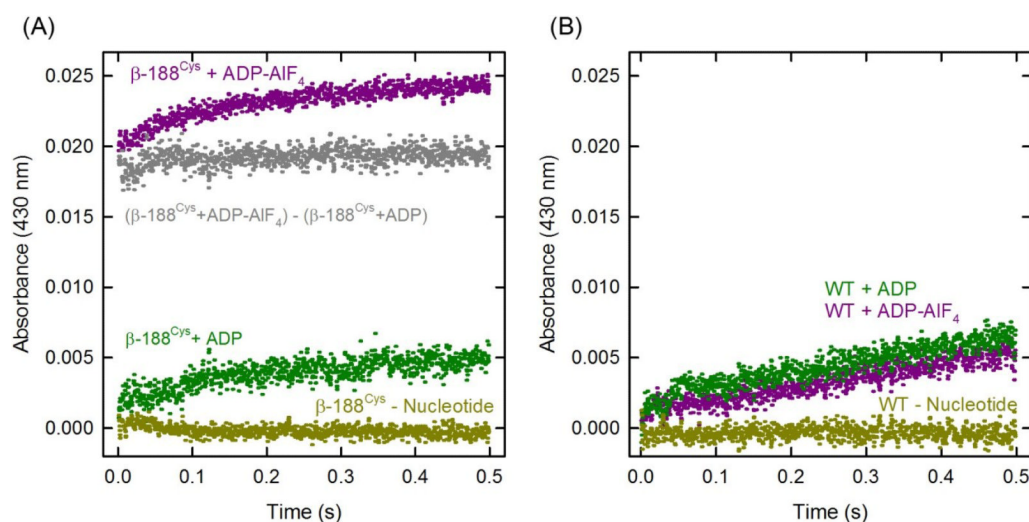 (A)
(B)
0.025
0.020
0.015
0.010
0.005
0.000
Absorbance (430 nm)
β-188Cys + ADP-AlF4
(β-188Cys+ADP-AlF4) - (β-188Cys+ADP)
β-188Cys+ ADP
β-188Cys - Nucleotide
0.0 0.1 0.2 0.3 0.4 0.5
Time (s)
0.025
0.020
0.015
0.010
0.005
0.000
Absorbance (430 nm)
WT + ADP
WT + ADP-AlF4
WT - Nucleotide
0.0 0.1 0.2 0.3 0.4 0.5
Time (s)